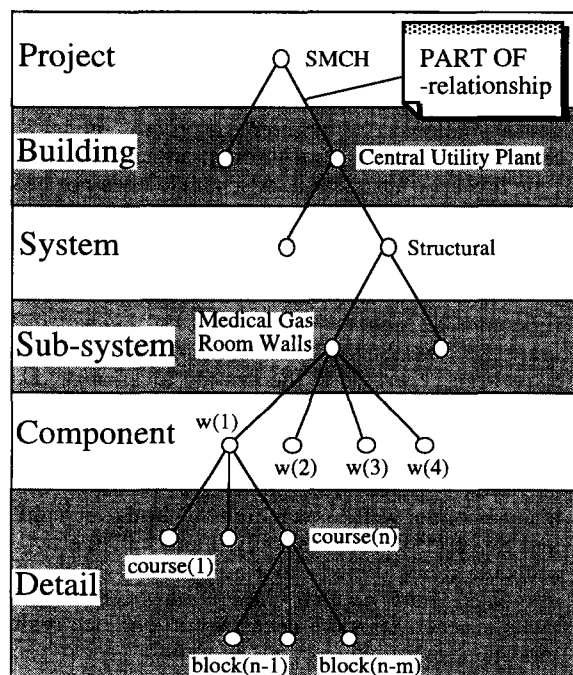 Project
SMCH
PART OF
-relationship
Building
Central Utility Plant
System
Structural
Medical Gas
Room Walls
Sub-system
Component
w(1)
w(2)
w(3)
w(4)
course(1)
course(n)
Detail
block(n-1)
block(n-m)